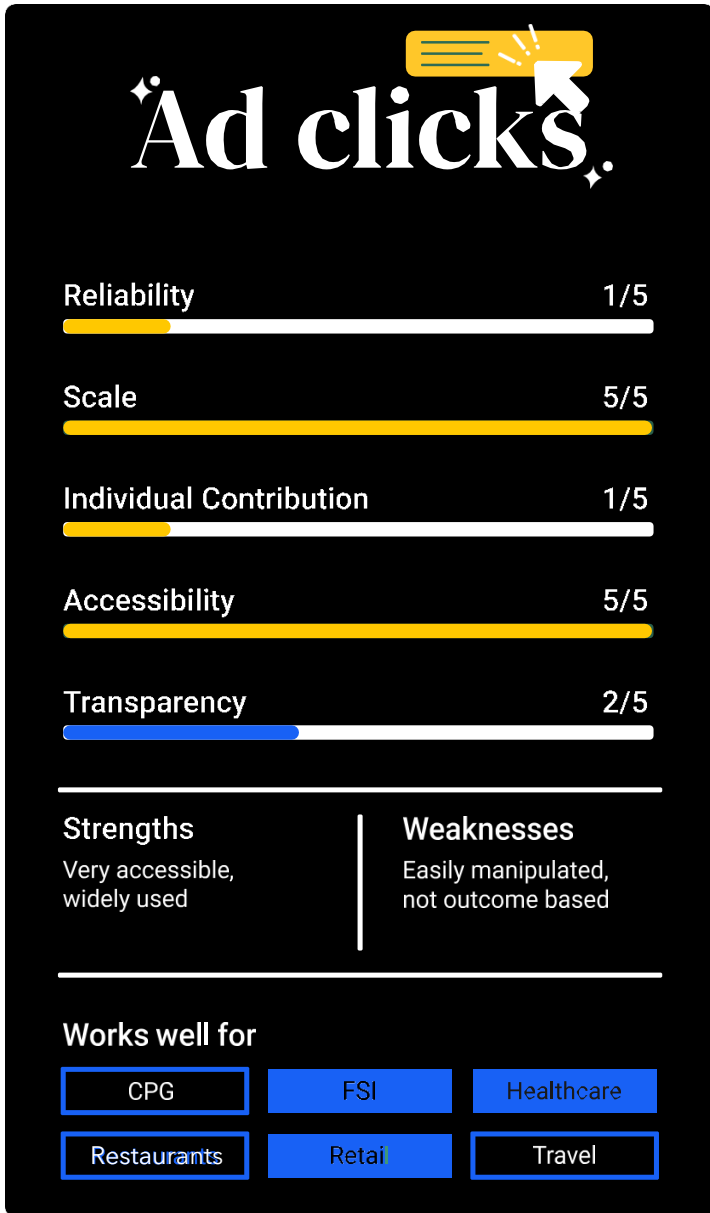 Ad clicks
Reliability 1/5
Scale 5/5
Individual Contribution 1/5
Accessibility 5/5
Transparency 2/5
Strengths
Very accessible,
widely used
Weaknesses
Easily manipulated,
not outcome based
Works well for
CPG FSI Healthcare
Restaurants Retail Travel